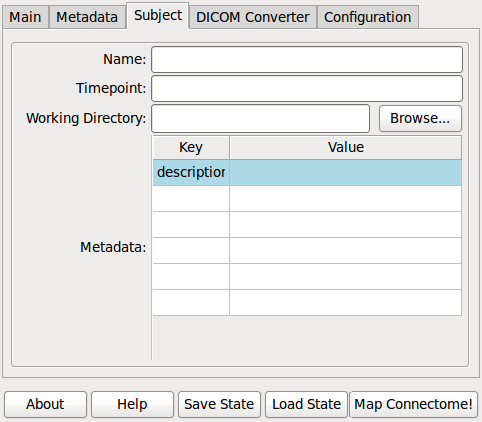 Main Metadata Subject DICOM Converter Configuration
Name:
Timepoint:
Working Directory: Browse...
Key Value
description
Metadata:
About Help Save State Load State Map Connectome!